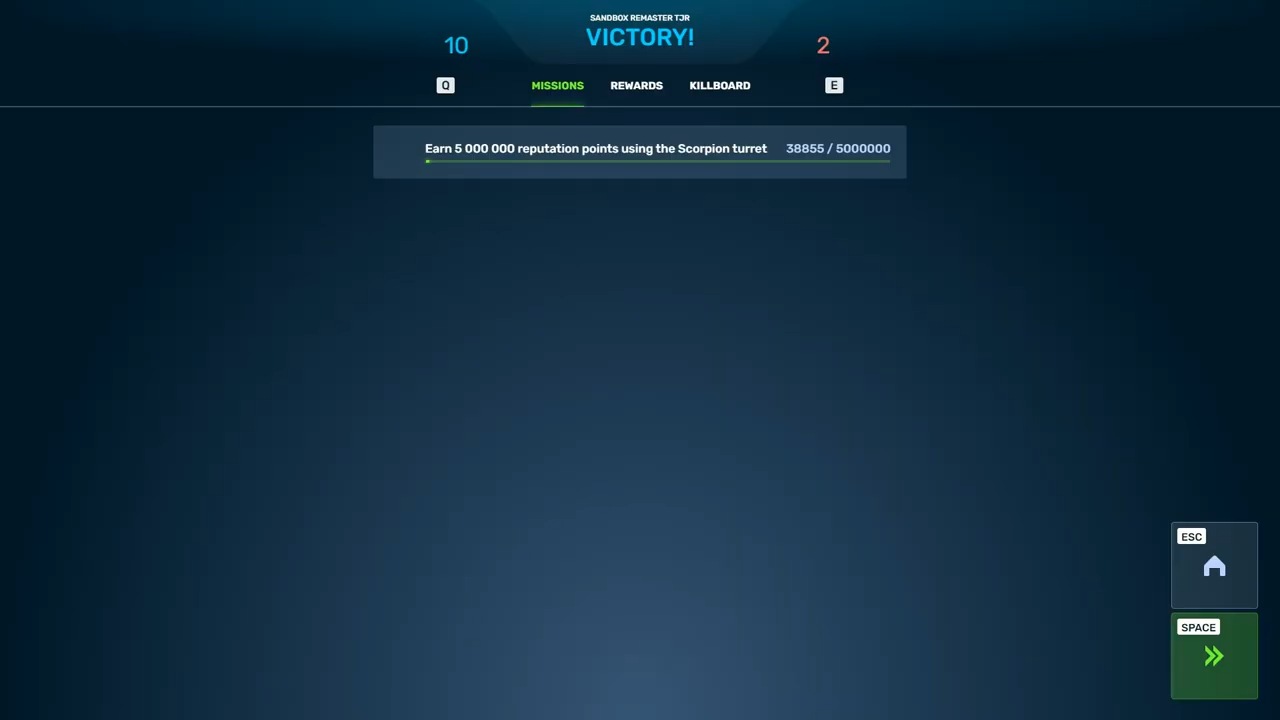 SANDBOX REMASTER TJR
10 VICTORY! 2
Q MISSIONS REWARDS KILLBOARD E
Earn 5 000 000 reputation points using the Scorpion turret 38855 / 5000000
ESC
SPACE